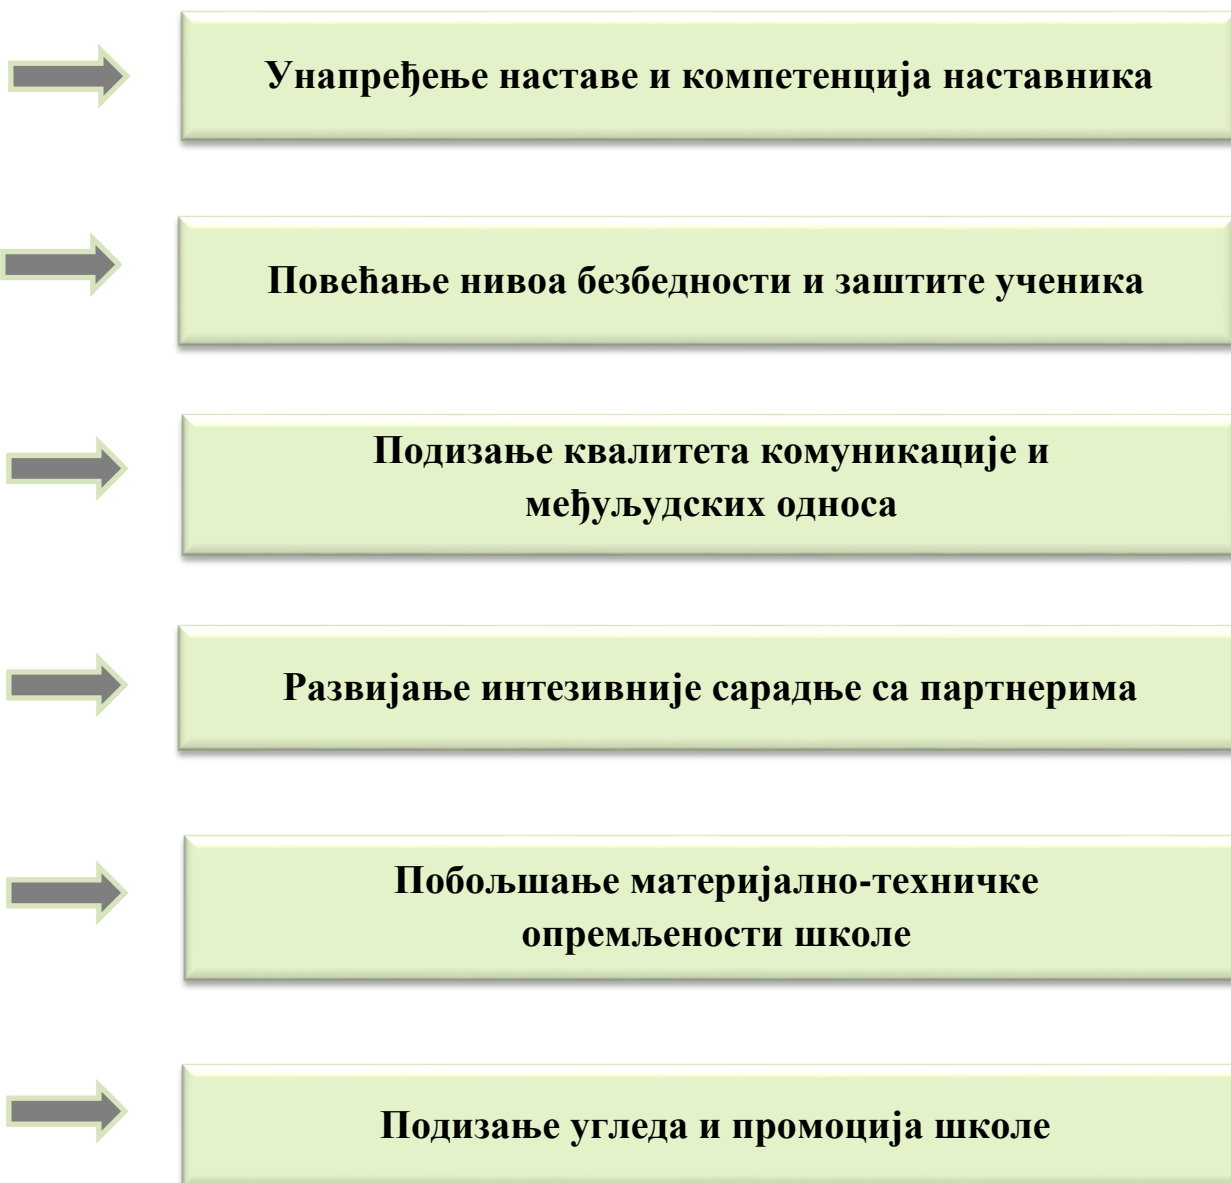 Унапређење наставе и компетенција наставника
Повећање нивоа безбедности и заштите ученика
Подизање квалитета комуникације и
међуљудских односа
Развијање интезивније сарадње са партнерима
Побољшање материјално-техничке
опремљености школе
Подизање угледа и промоција школе